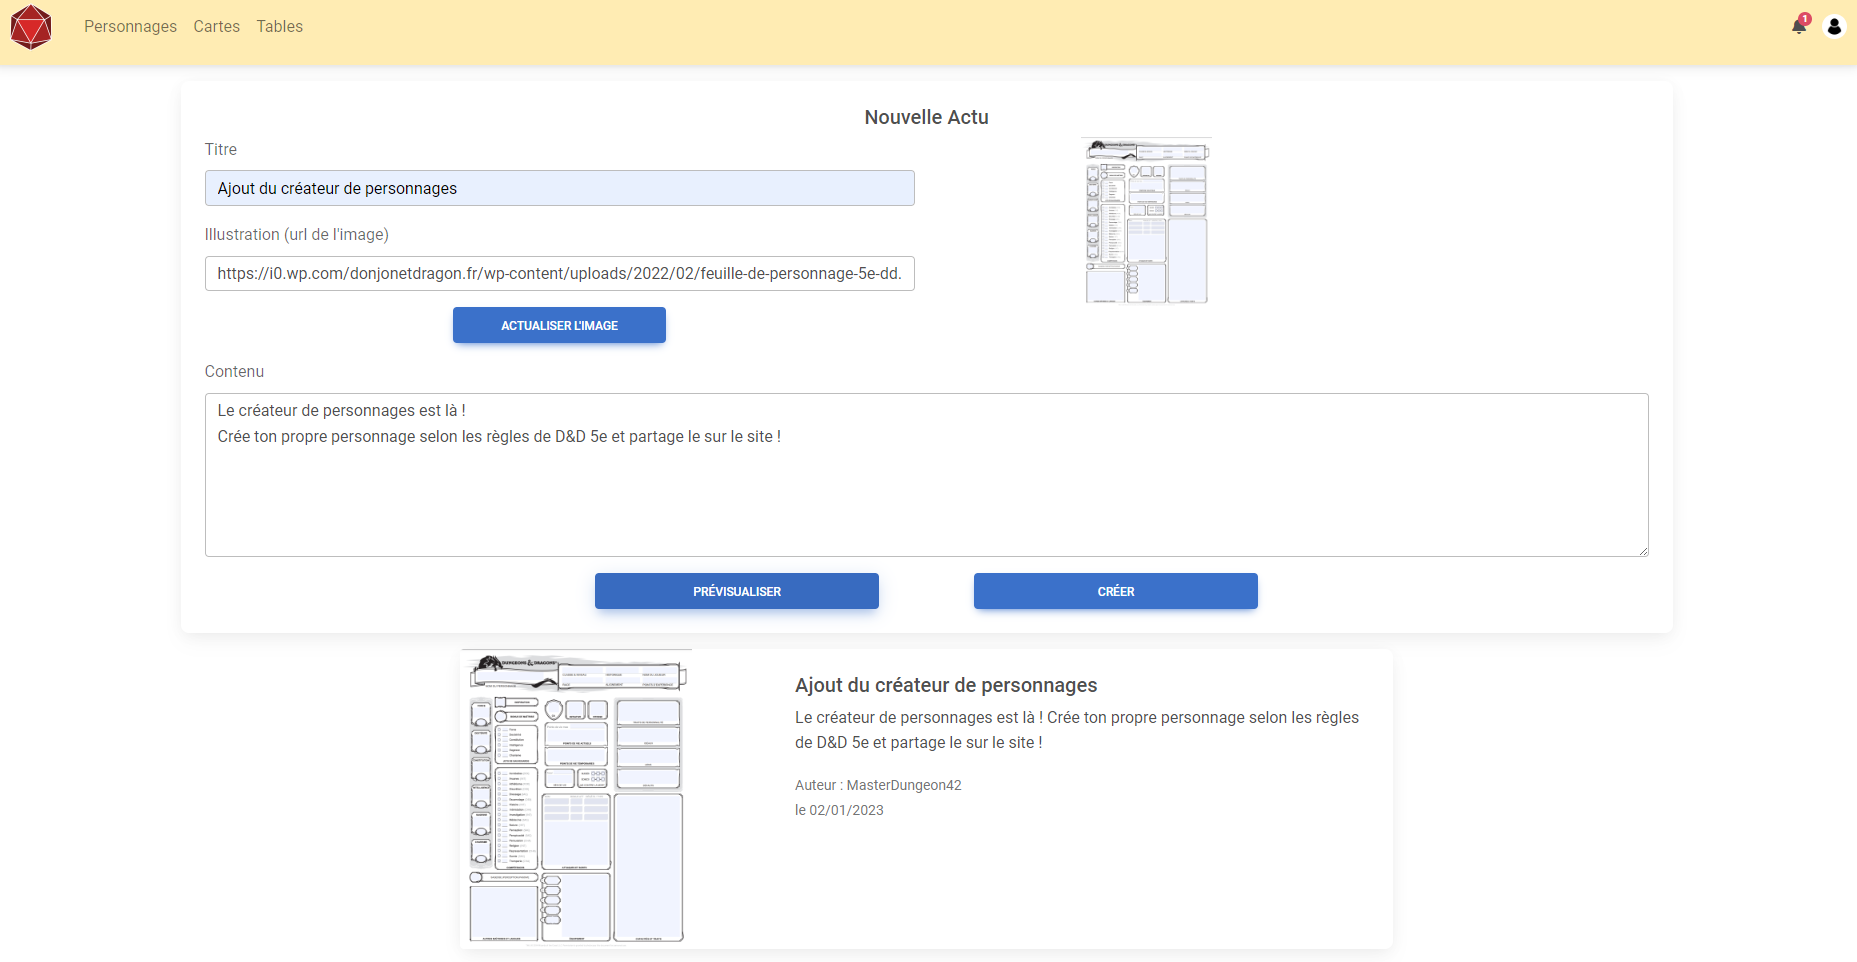 Personnages Cartes Tables
1
Nouvelle Actu
Titre
Ajout du créateur de personnages
Illustration (url de l'image)
https://i0.wp.com/donjonetdragon.fr/wp-content/uploads/2022/02/feuille-de-personnage-5e-dd.
ACTUALISER L'IMAGE
Contenu
Le créateur de personnages est là !
Crée ton propre personnage selon les règles de D&D 5e et partage le sur le site !
PRÉVISUALISER
CRÉER
DUNGEONS & DRAGONS
Ajout du créateur de personnages
Le créateur de personnages est là ! Crée ton propre personnage selon les règles
de D&D 5e et partage le sur le site !
Auteur : MasterDungeon42
le 02/01/2023